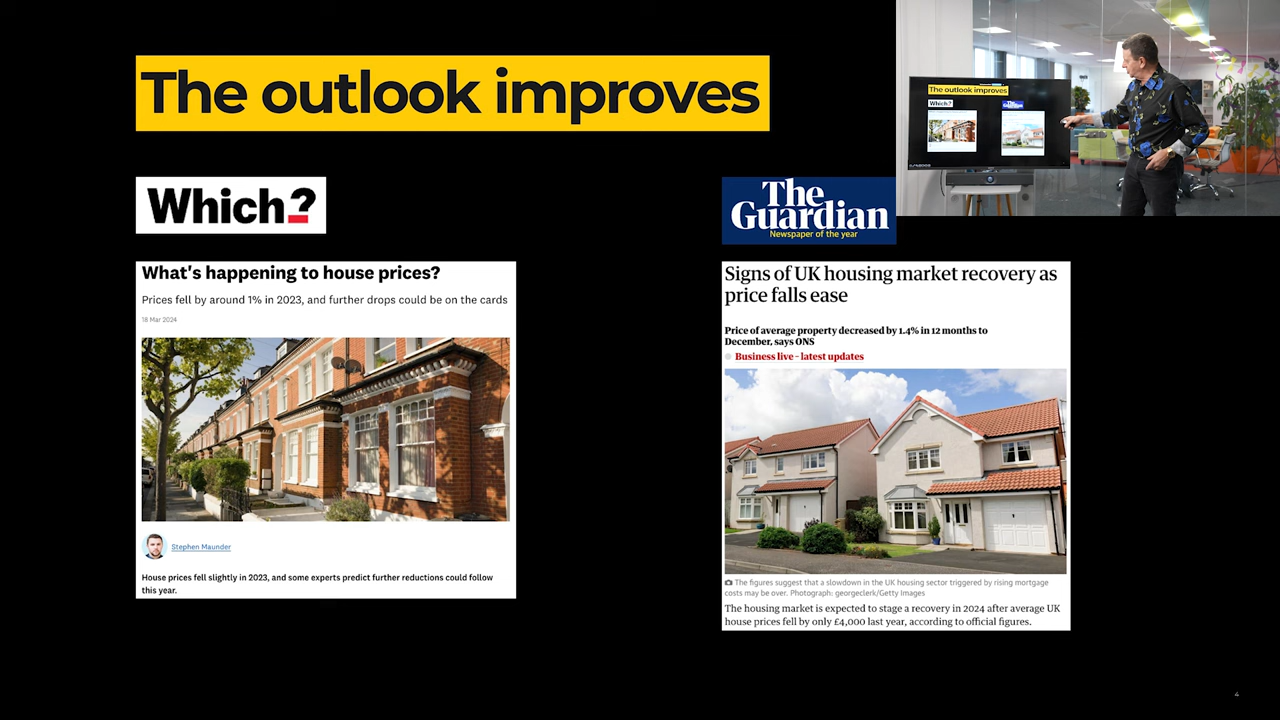 The outlook improves
Which?
What's happening to house prices?
Prices fell by around 1% in 2023, and further drops could be on the cards
18 Mar 2024
Stephen Maunder
House prices fell slightly in 2023, and some experts predict further reductions could follow
this year.
The
Guardian
Newspaper of the year
Signs of UK housing market recovery as
price falls ease
Price of average property decreased by 1.4% in 12 months to
December, says ONS
Business live – latest updates
The figures suggest that a slowdown in the UK housing sector triggered by rising mortgage
costs may be over. Photograph: georgeclerk/Getty Images
The housing market is expected to stage a recovery in 2024 after average UK
house prices fell by only £4,000 last year, according to official figures.
The outlook improves
Which?
The
Guardian
4